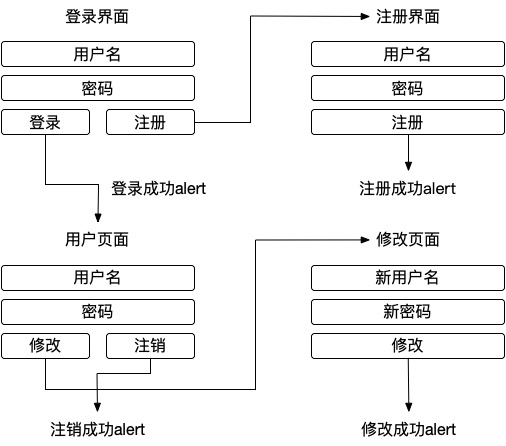 登录界面
用户名
密码
登录
注册
登录成功alert
注册界面
用户名
密码
注册
注册成功alert
用户页面
用户名
密码
修改
注销
注销成功alert
修改页面
新用户名
新密码
修改
修改成功alert